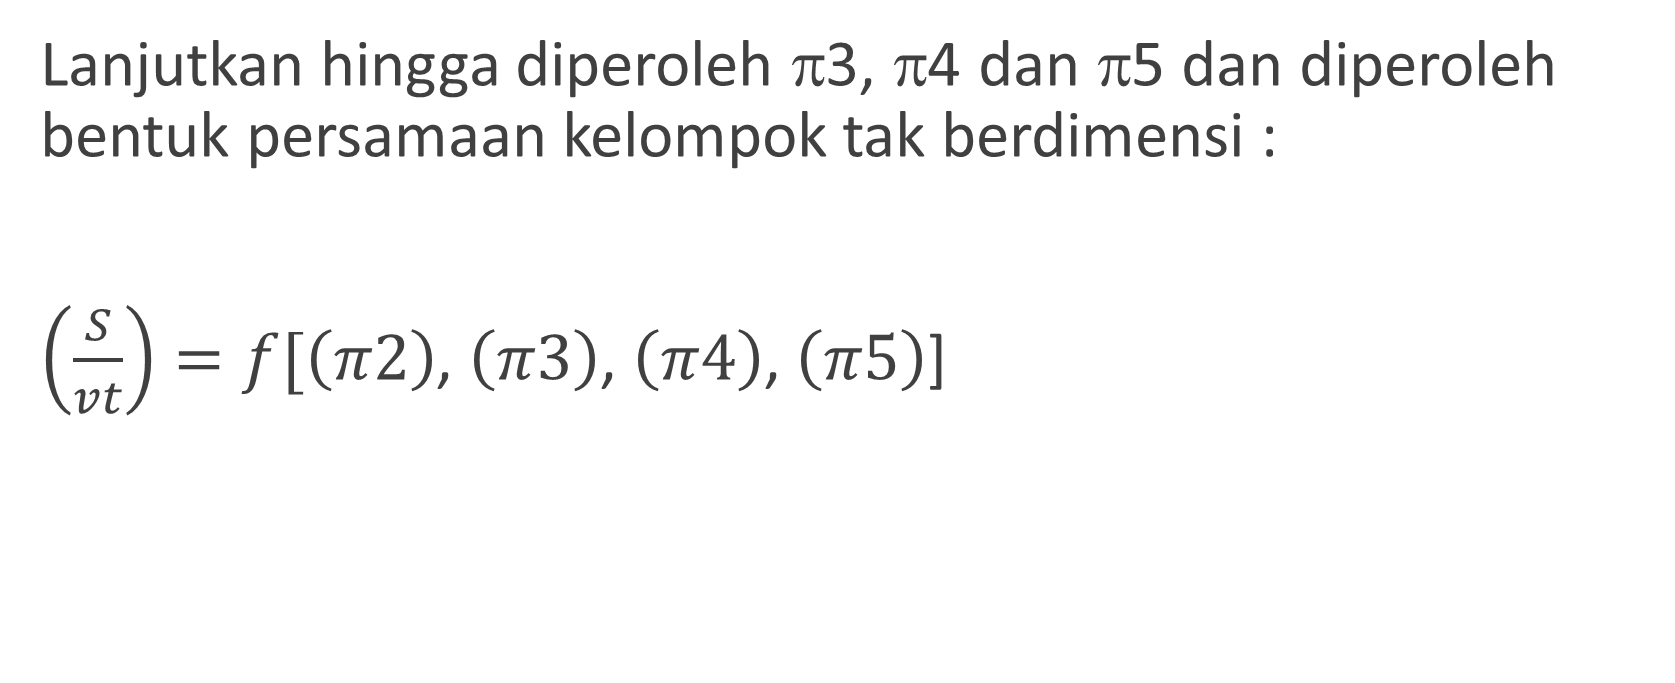 Lanjutkan hingga diperoleh π3, π4 dan π5 dan diperoleh
bentuk persamaan kelompok tak berdimensi :
(S/vt) = f[(π2), (π3), (π4), (π5)]